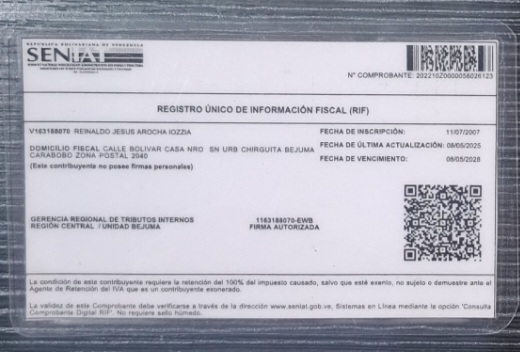 REPUBLICA BOLIVARIANA DE VENEZUELA
SENIAT
N° COMPROBANTE: 202210Z0000056026123
REGISTRO ÚNICO DE INFORMACIÓN FISCAL (RIF)
V163188070 REINALDO JESUS AROCHA IOZZIA
FECHA DE INSCRIPCIÓN: 11/07/2007
DOMICILIO FISCAL CALLE BOLIVAR CASA NRO SN URB CHIRGUITA BEJUMA
FECHA DE ÚLTIMA ACTUALIZACIÓN: 08/05/2025
CARABOBO ZONA POSTAL 2040
FECHA DE VENCIMIENTO: 08/05/2028
(Este contribuyente no posee firmas personales)
GERENCIA REGIONAL DE TRIBUTOS INTERNOS
1163188070-EWB
REGIÓN CENTRAL / UNIDAD BEJUMA
FIRMA AUTORIZADA
La condición de este contribuyente requiere la retención del 100% del impuesto causado, salvo que esté exento, no sujeto o demuestre ante al
Agente de Retención del IVA que es un contribuyente exonerado.
La validez de este Comprobante debe verificarse a través de la dirección www.seniat.gob.ve, Sistemas en Línea mediante la opción 'Consulta
Comprobante Digital RIF'. No requiere sello húmedo.